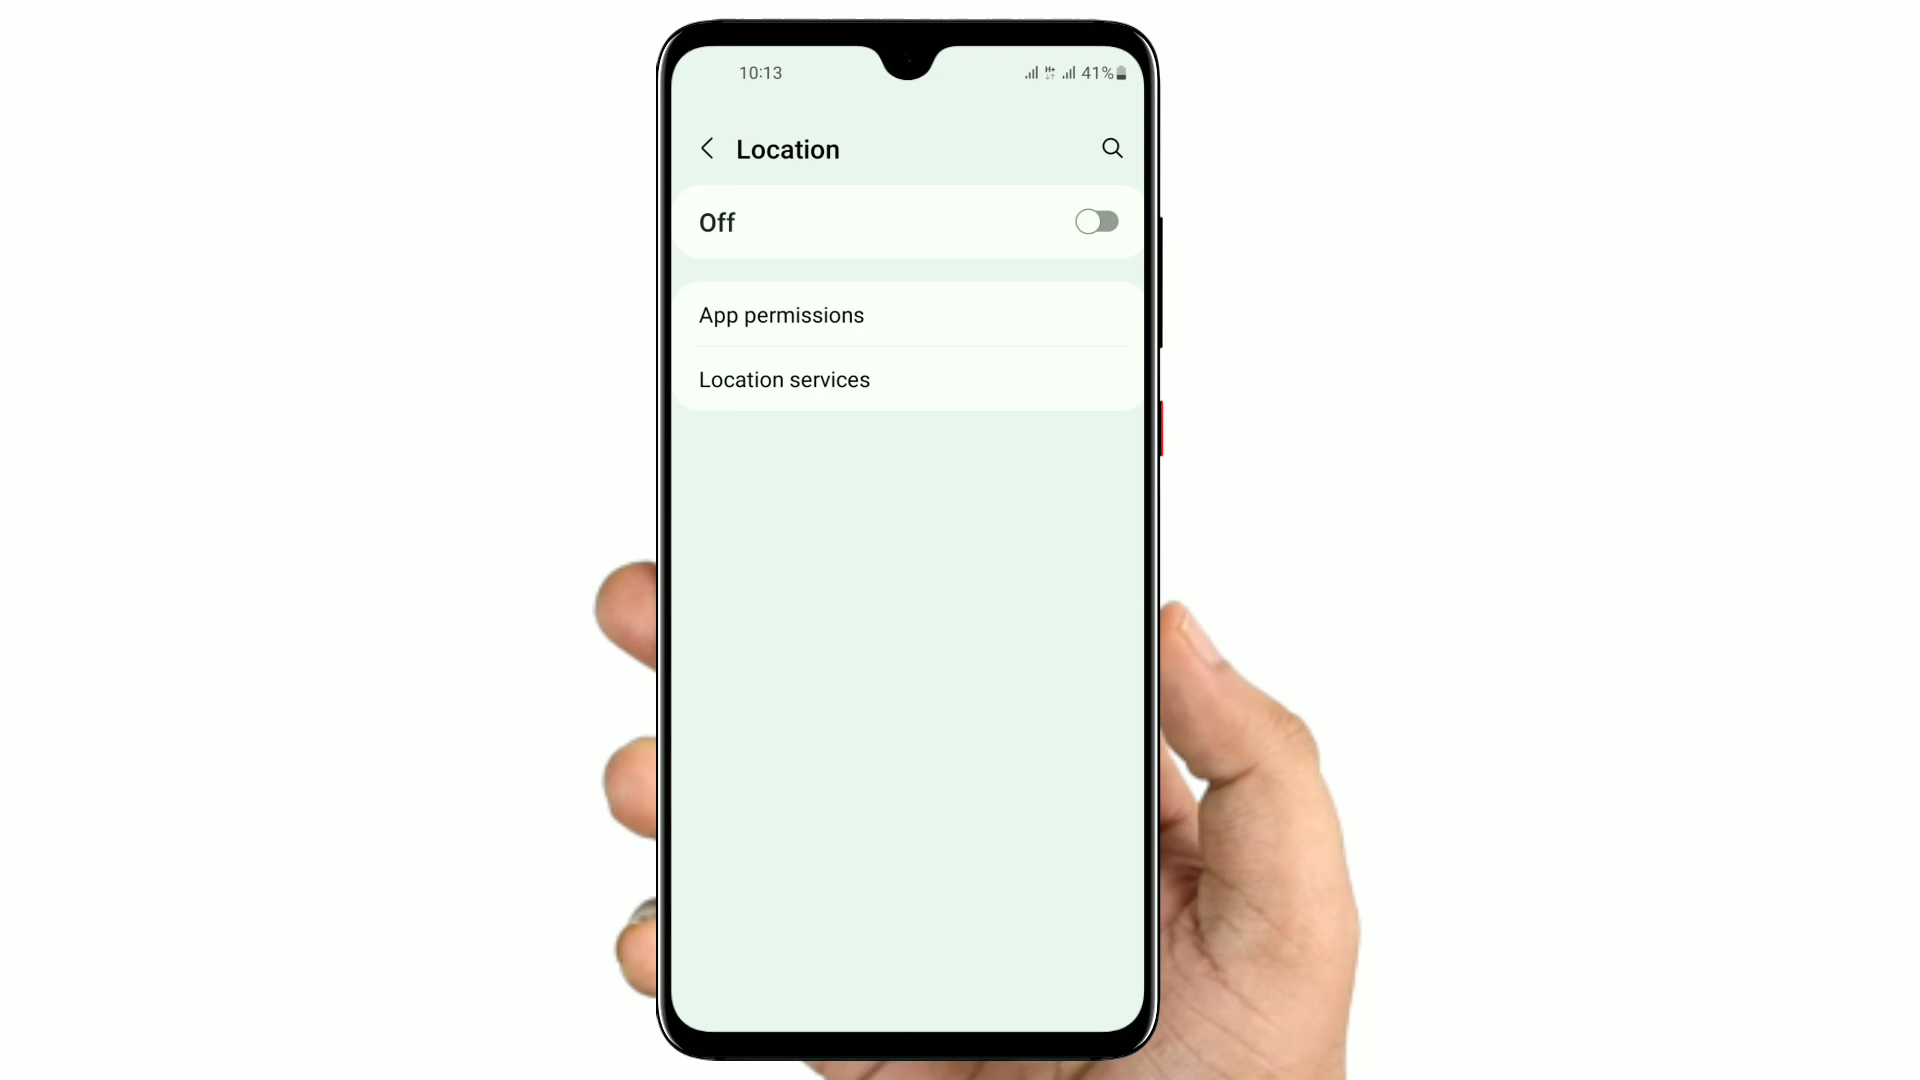 10:13 H+ 41%
Location
Off
App permissions
Location services